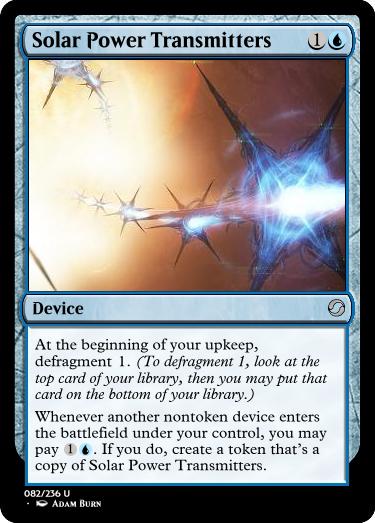 Solar Power Transmitters 1
Device
At the beginning of your upkeep,
defragment 1. (To defragment 1, look at the
top card of your library, then you may put that
card on the bottom of your library.)
Whenever another nontoken device enters
the battlefield under your control, you may
pay 1. If you do, create a token that's a
copy of Solar Power Transmitters.
082/236 U
· Adam Burn